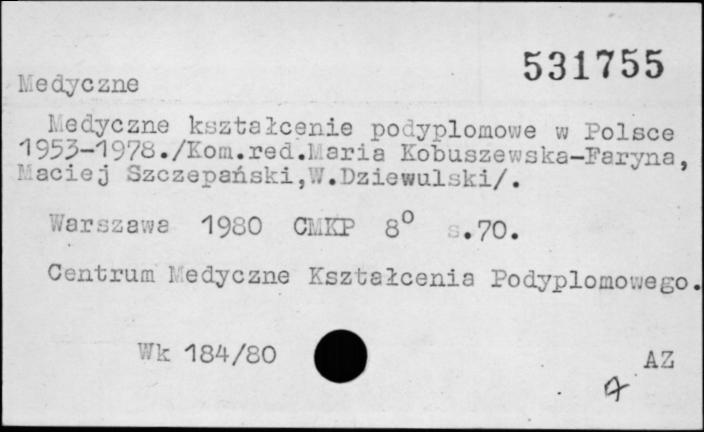 531755
Medyczne
Medyczne kształcenie podyplomowe w Polsce
1953-1978./Kom.red.Maria Kobuszewska-Faryna,
Maciej Szczepański,W.Dziewulski/.
Warszawa 1980 CMKP 8° s.70.
Centrum Medyczne Kształcenia Podyplomowego.
Wk 184/80
AZ